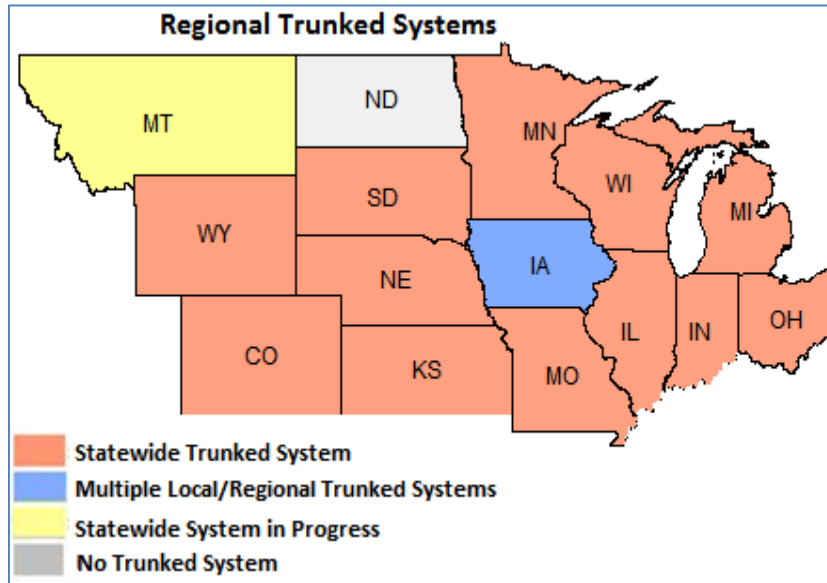 Regional Trunked Systems
MT
ND
MN
WI
MI
SD
WY
IA
NE
CO
KS
MO
IL
IN
OH
Statewide Trunked System
Multiple Local/Regional Trunked Systems
Statewide System in Progress
No Trunked System